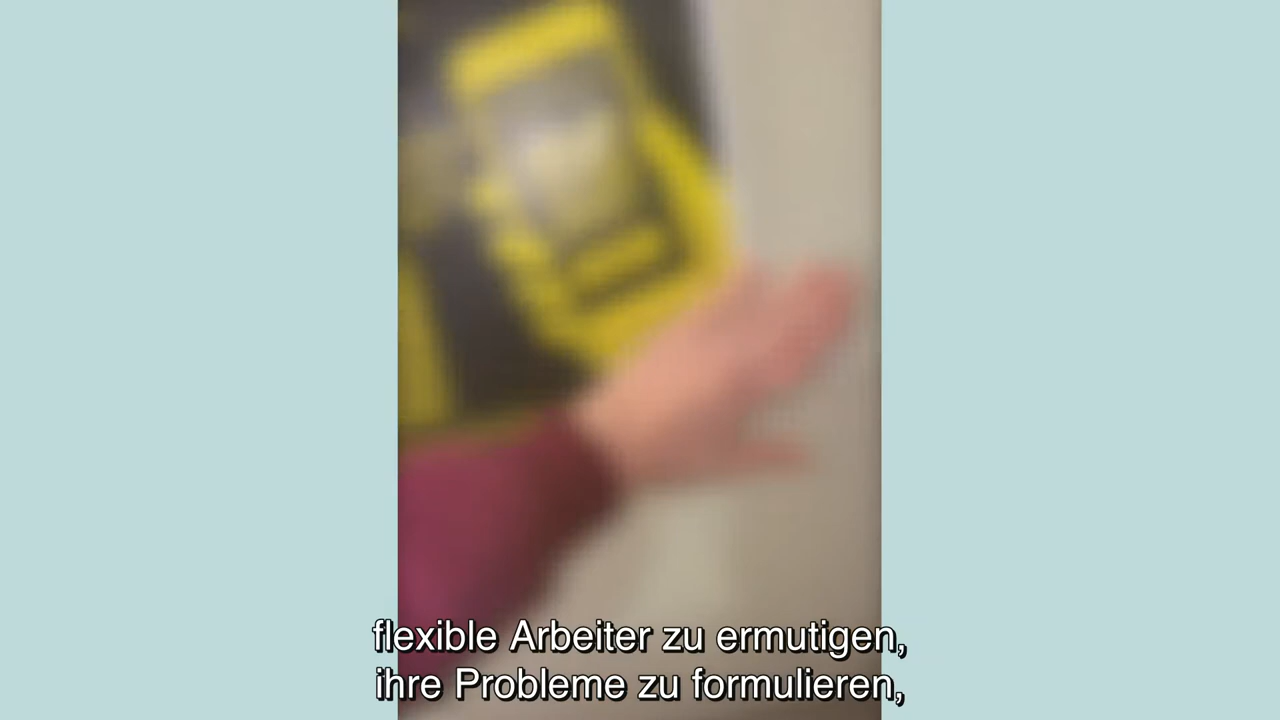 flexible Arbeiter zu ermutigen,
ihre Probleme zu formulieren,